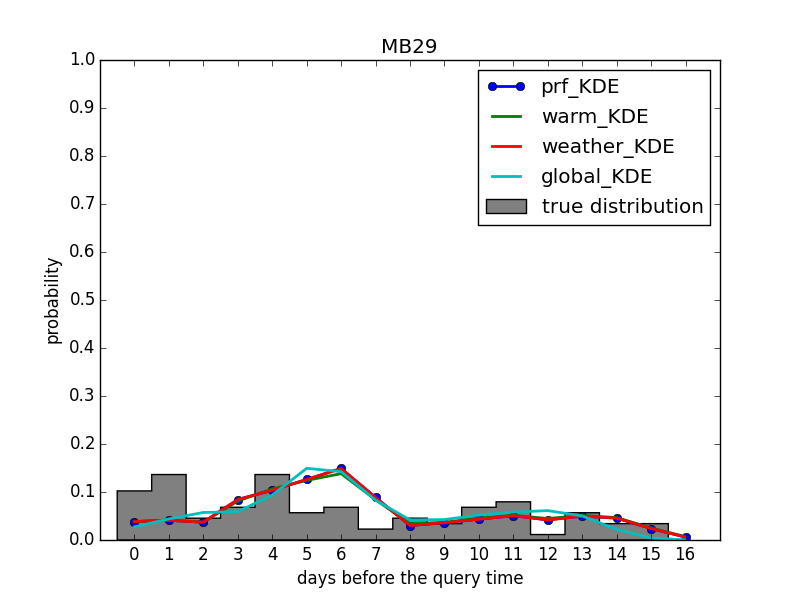 MB29
1.0
0.9
0.8
0.7
0.6
0.5
0.4
0.3
0.2
0.1
0.0
probability
prf_KDE
warm_KDE
weather_KDE
global_KDE
true distribution
0 1 2 3 4 5 6 7 8 9 10 11 12 13 14 15 16
days before the query time